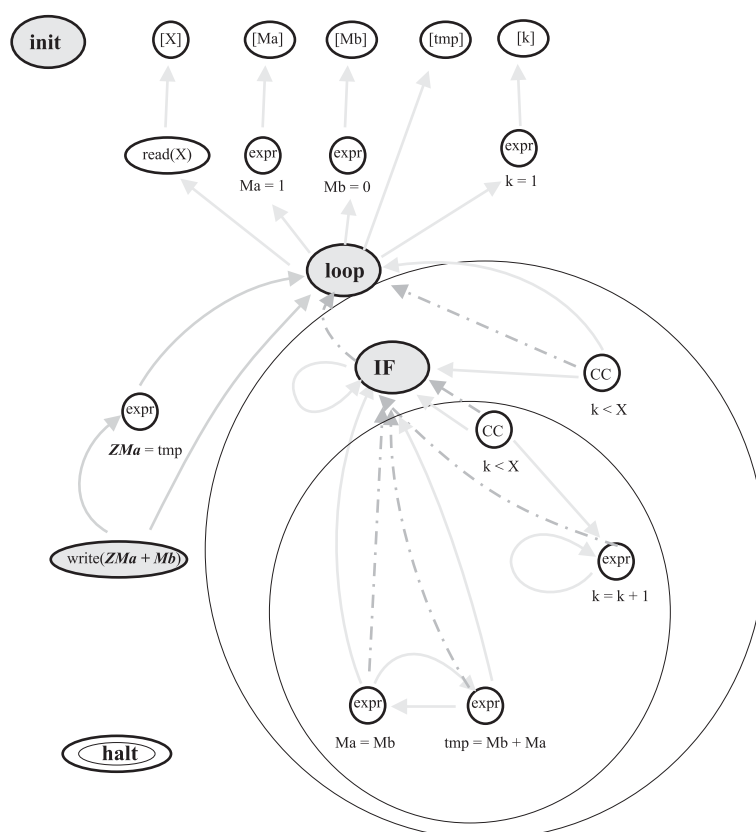 init
[X]
[Ma]
[Mb]
[tmp]
[k]
read(X)
expr
Ma = 1
expr
Mb = 0
expr
k = 1
loop
IF
CC
k < X
expr
ZMa = tmp
CC
k < X
write(ZMa + Mb)
expr
k = k + 1
expr
Ma = Mb
expr
tmp = Mb + Ma
halt